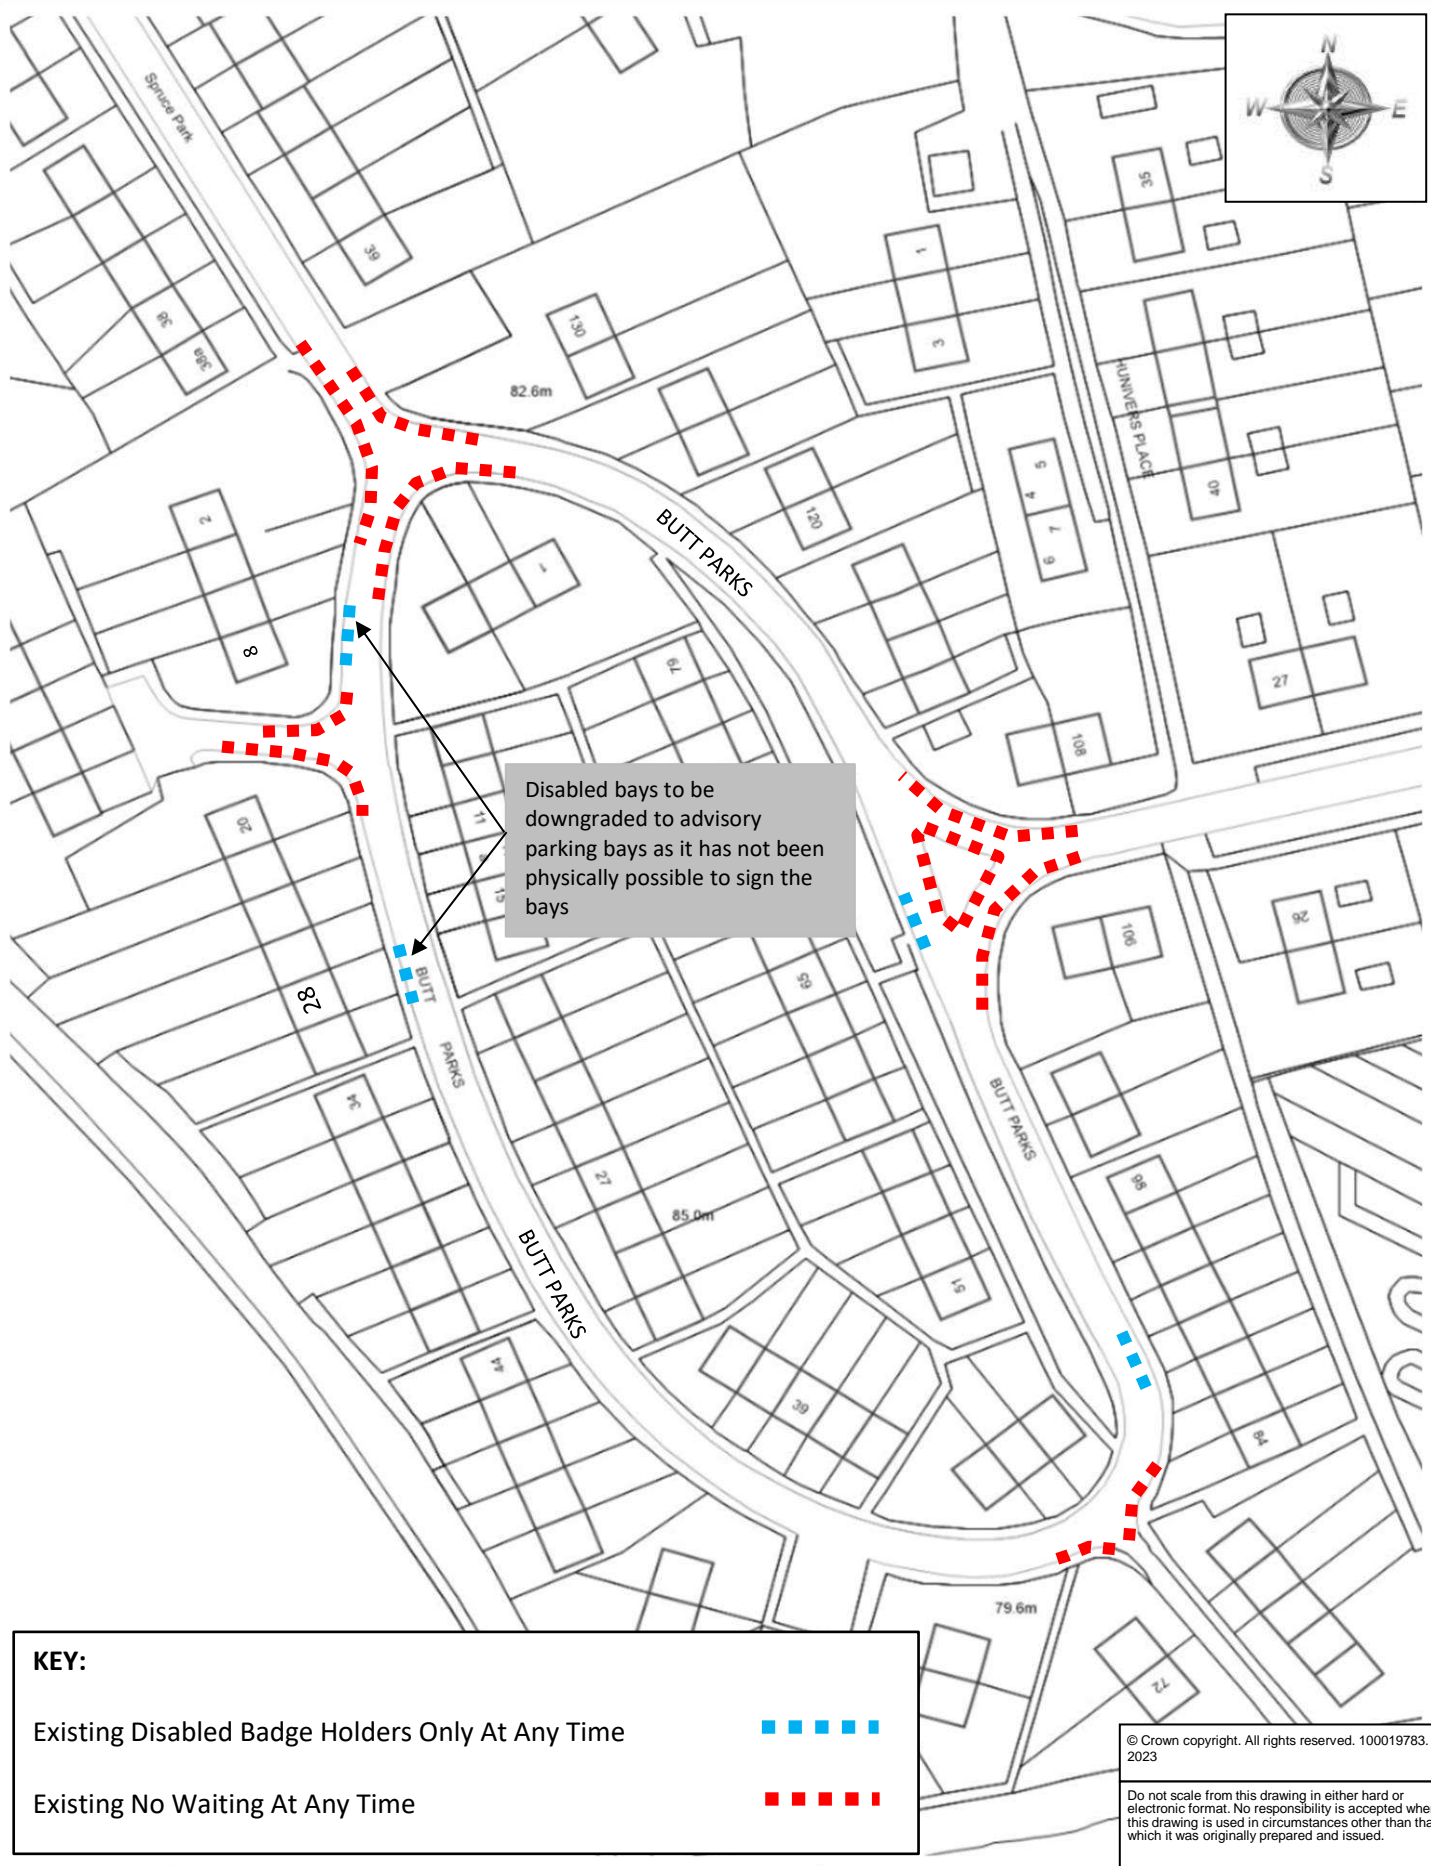 N
W E
S
Spruce Park
35
39
1
3
38
38a
130
82.6m
HUNIVERS PLACE
5
4
7
6
40
120
2
BUTT PARKS
1
8
79
27
108
Disabled bays to be
downgraded to advisory
parking bays as it has not been
physically possible to sign the
bays
20
11
15
26
106
28
BUTT
PARKS
65
34
BUTT PARKS
27
98
85.0m
BUTT PARKS
51
44
39
84
79.6m
72
KEY:
Existing Disabled Badge Holders Only At Any Time
Existing No Waiting At Any Time
© Crown copyright. All rights reserved. 100019783.
2023
Do not scale from this drawing in either hard or
electronic format. No responsibility is accepted whe
this drawing is used in circumstances other than tha
which it was originally prepared and issued.